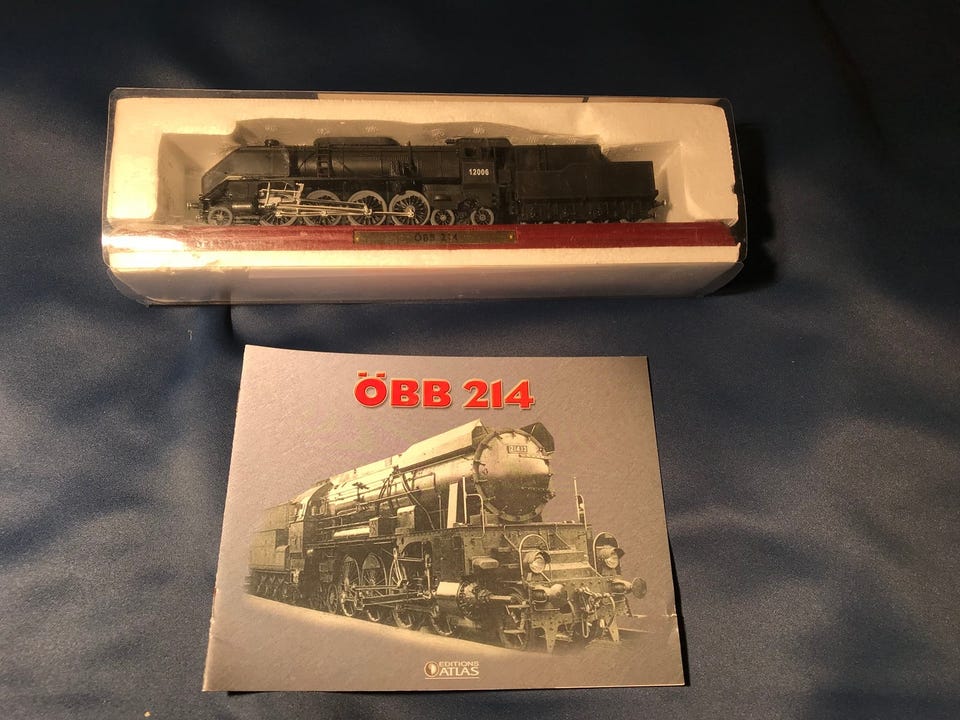 12006
ÖBB 214
ÖBB 214
EDITIONS
ATLAS